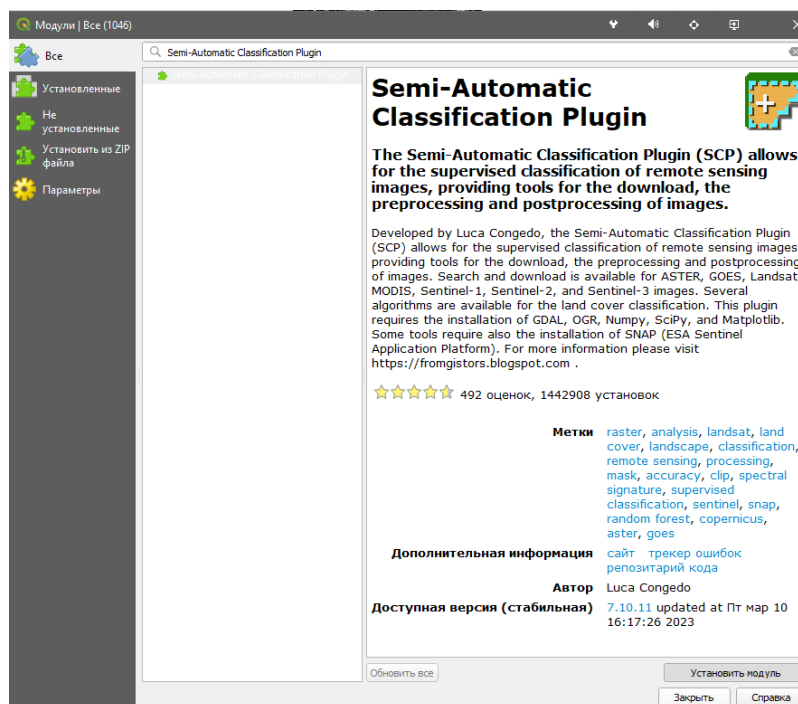 Модули | Все (1046)
Все
Установленные
Не
установленные
Установить из ZIP
файла
Параметры
Semi-Automatic Classification Plugin
Semi-Automatic Classification Plugin
Semi-Automatic
Classification Plugin
The Semi-Automatic Classification Plugin (SCP) allows
for the supervised classification of remote sensing
images, providing tools for the download, the
preprocessing and postprocessing of images.
Developed by Luca Congedo, the Semi-Automatic Classification Plugin
(SCP) allows for the supervised classification of remote sensing images
providing tools for the download, the preprocessing and postprocessing
of images. Search and download is available for ASTER, GOES, Landsat
MODIS, Sentinel-1, Sentinel-2, and Sentinel-3 images. Several
algorithms are available for the land cover classification. This plugin
requires the installation of GDAL, OGR, Numpy, SciPy, and Matplotlib.
Some tools require also the installation of SNAP (ESA Sentinel
Application Platform). For more information please visit
https://fromgistors.blogspot.com .
492 оценок, 1442908 установок
Метки raster, analysis, landsat, land
cover, landscape, classification,
remote sensing, processing,
mask, accuracy, clip, spectral
signature, supervised
classification, sentinel, snap,
random forest, copernicus,
aster, goes
Дополнительная информация сайт трекер ошибок
репозитарий кода
Автор Luca Congedo
Доступная версия (стабильная) 7.10.11 updated at Пт мар 10
16:17:26 2023
Обновить все
Установить модуль
Закрыть
Справка